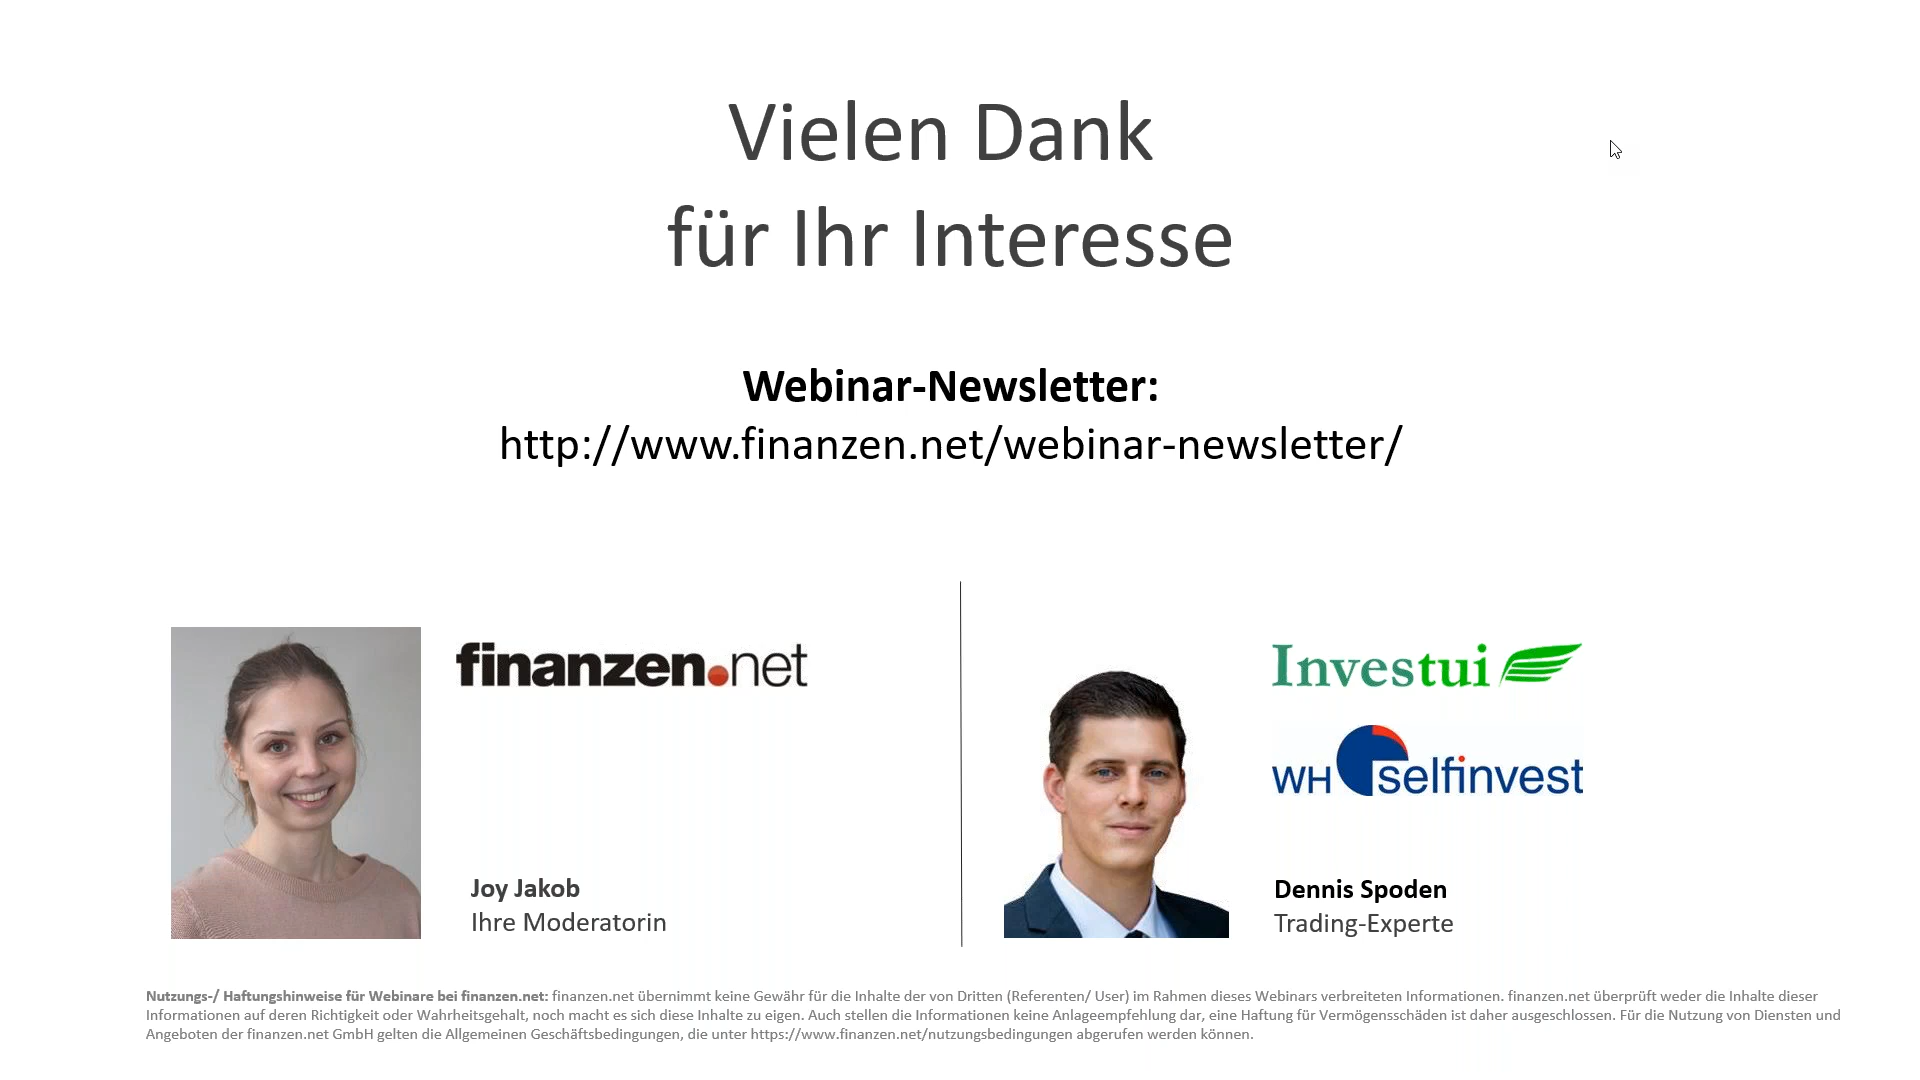 Vielen Dank
für Ihr Interesse
Webinar-Newsletter:
http://www.finanzen.net/webinar-newsletter/
finanzen.net
Joy Jakob
Ihre Moderatorin
Investui
WH selfinvest
Dennis Spoden
Trading-Experte
Nutzungs-/ Haftungshinweise für Webinare bei finanzen.net: finanzen.net übernimmt keine Gewähr für die Inhalte der von Dritten (Referenten/ User) im Rahmen dieses Webinars verbreiteten Informationen. finanzen.net überprüft weder die Inhalte dieser
Informationen auf deren Richtigkeit oder Wahrheitsgehalt, noch macht es sich diese Inhalte zu eigen. Auch stellen die Informationen keine Anlageempfehlung dar, eine Haftung für Vermögensschäden ist daher ausgeschlossen. Für die Nutzung von Diensten und
Angeboten der finanzen.net GmbH gelten die Allgemeinen Geschäftsbedingungen, die unter https://www.finanzen.net/nutzungsbedingungen abgerufen werden können.